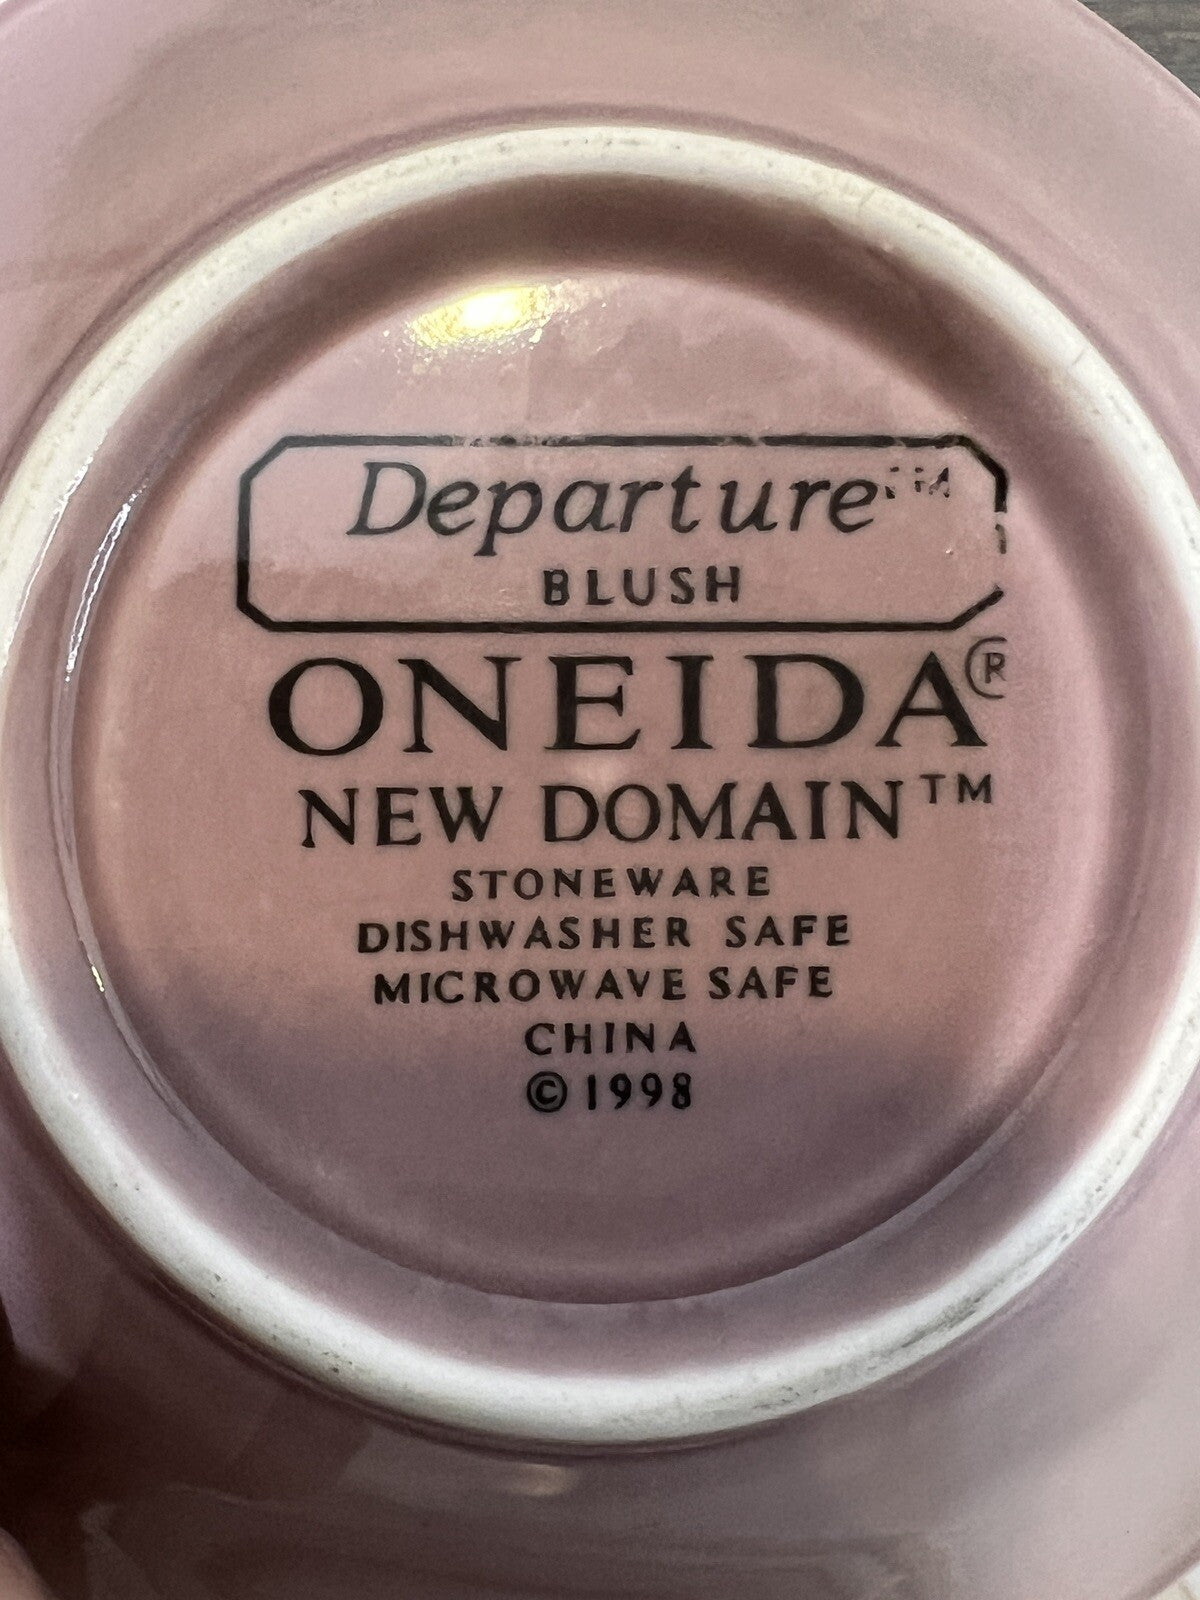 Departure™
BLUSH
ONEIDA®
NEW DOMAIN™
STONEWARE
DISHWASHER SAFE
MICROWAVE SAFE
CHINA
©1998